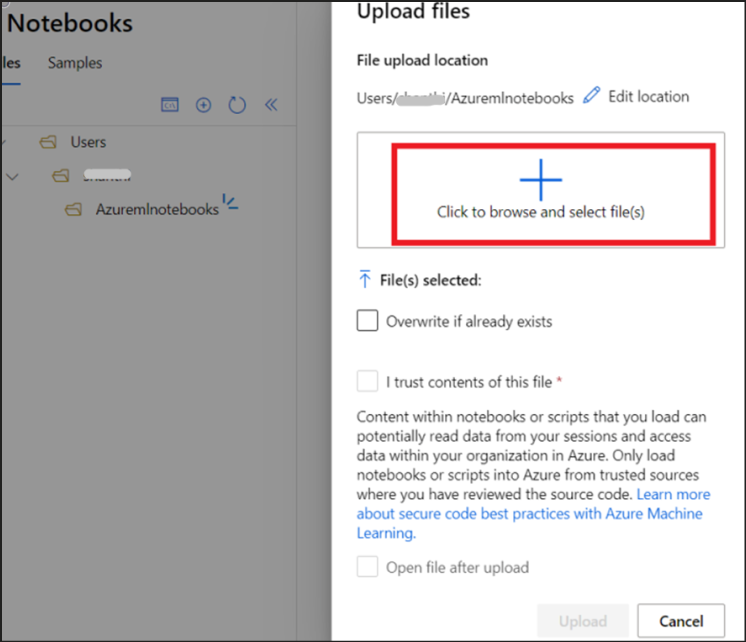 Notebooks
les
Samples
Users
AzuremInotebooks
Upload files
File upload location
Users/ /AzuremInotebooks
Edit location
Click to browse and select file(s)
File(s) selected:
Overwrite if already exists
I trust contents of this file *
Content within notebooks or scripts that you load can
potentially read data from your sessions and access
data within your organization in Azure. Only load
notebooks or scripts into Azure from trusted sources
where you have reviewed the source code. Learn more
about secure code best practices with Azure Machine
Learning.
Open file after upload
Upload
Cancel